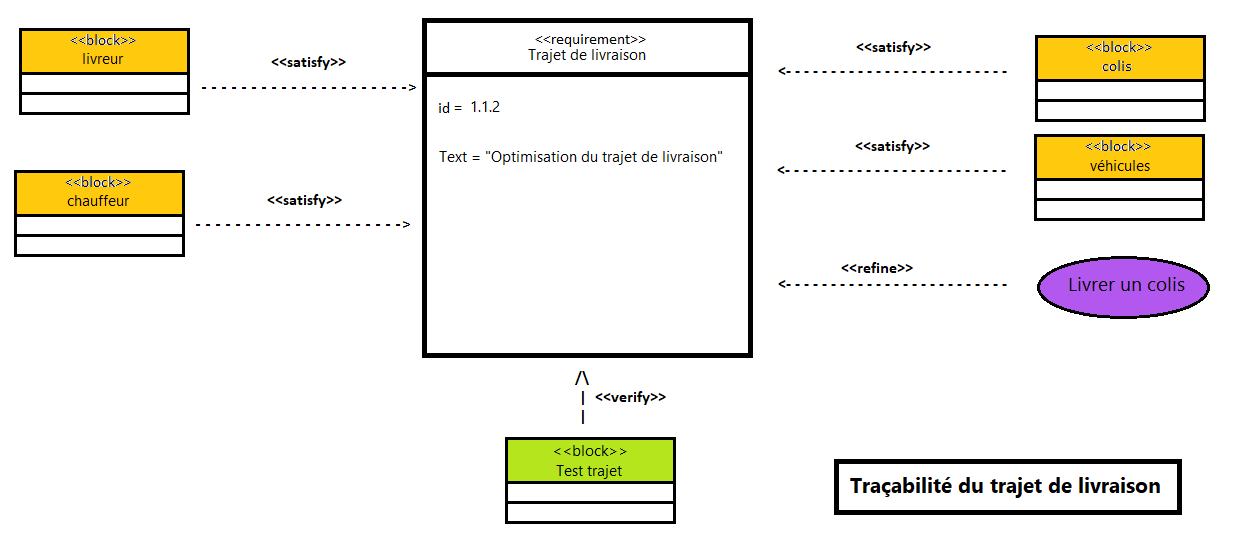 <<block>>
livreur
<<satisfy>>
<<block>>
chauffeur
<<satisfy>>
<<requirement>>
Trajet de livraison
id = 1.1.2
Text = "Optimisation du trajet de livraison"
<<satisfy>>
<<block>>
colis
<<satisfy>>
<<block>>
véhicules
<<refine>>
Livrer un colis
<<verify>>
<<block>>
Test trajet
Traçabilité du trajet de livraison